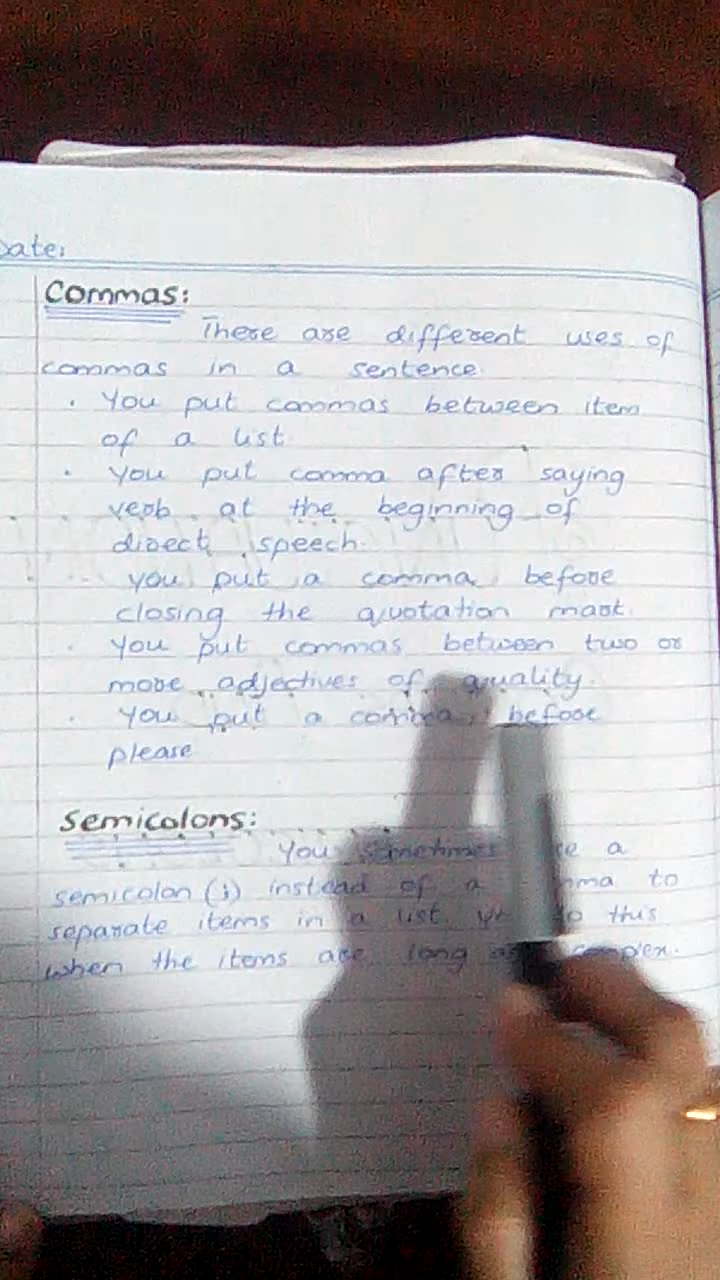 Date:
Commas:
There are different uses of
commas in a sentence.
• You put commas between item
of a list
• You put comma after saying
verb at the beginning of
direct speech.
you put a comma before
closing the quotation mark.
• You put commas between two or
more adjectives of quality.
• You put a comma before
please
Semicolons:
You sometimes a
semicolon (;) instead of a to
separate items in a list. this
when the items are long complex.